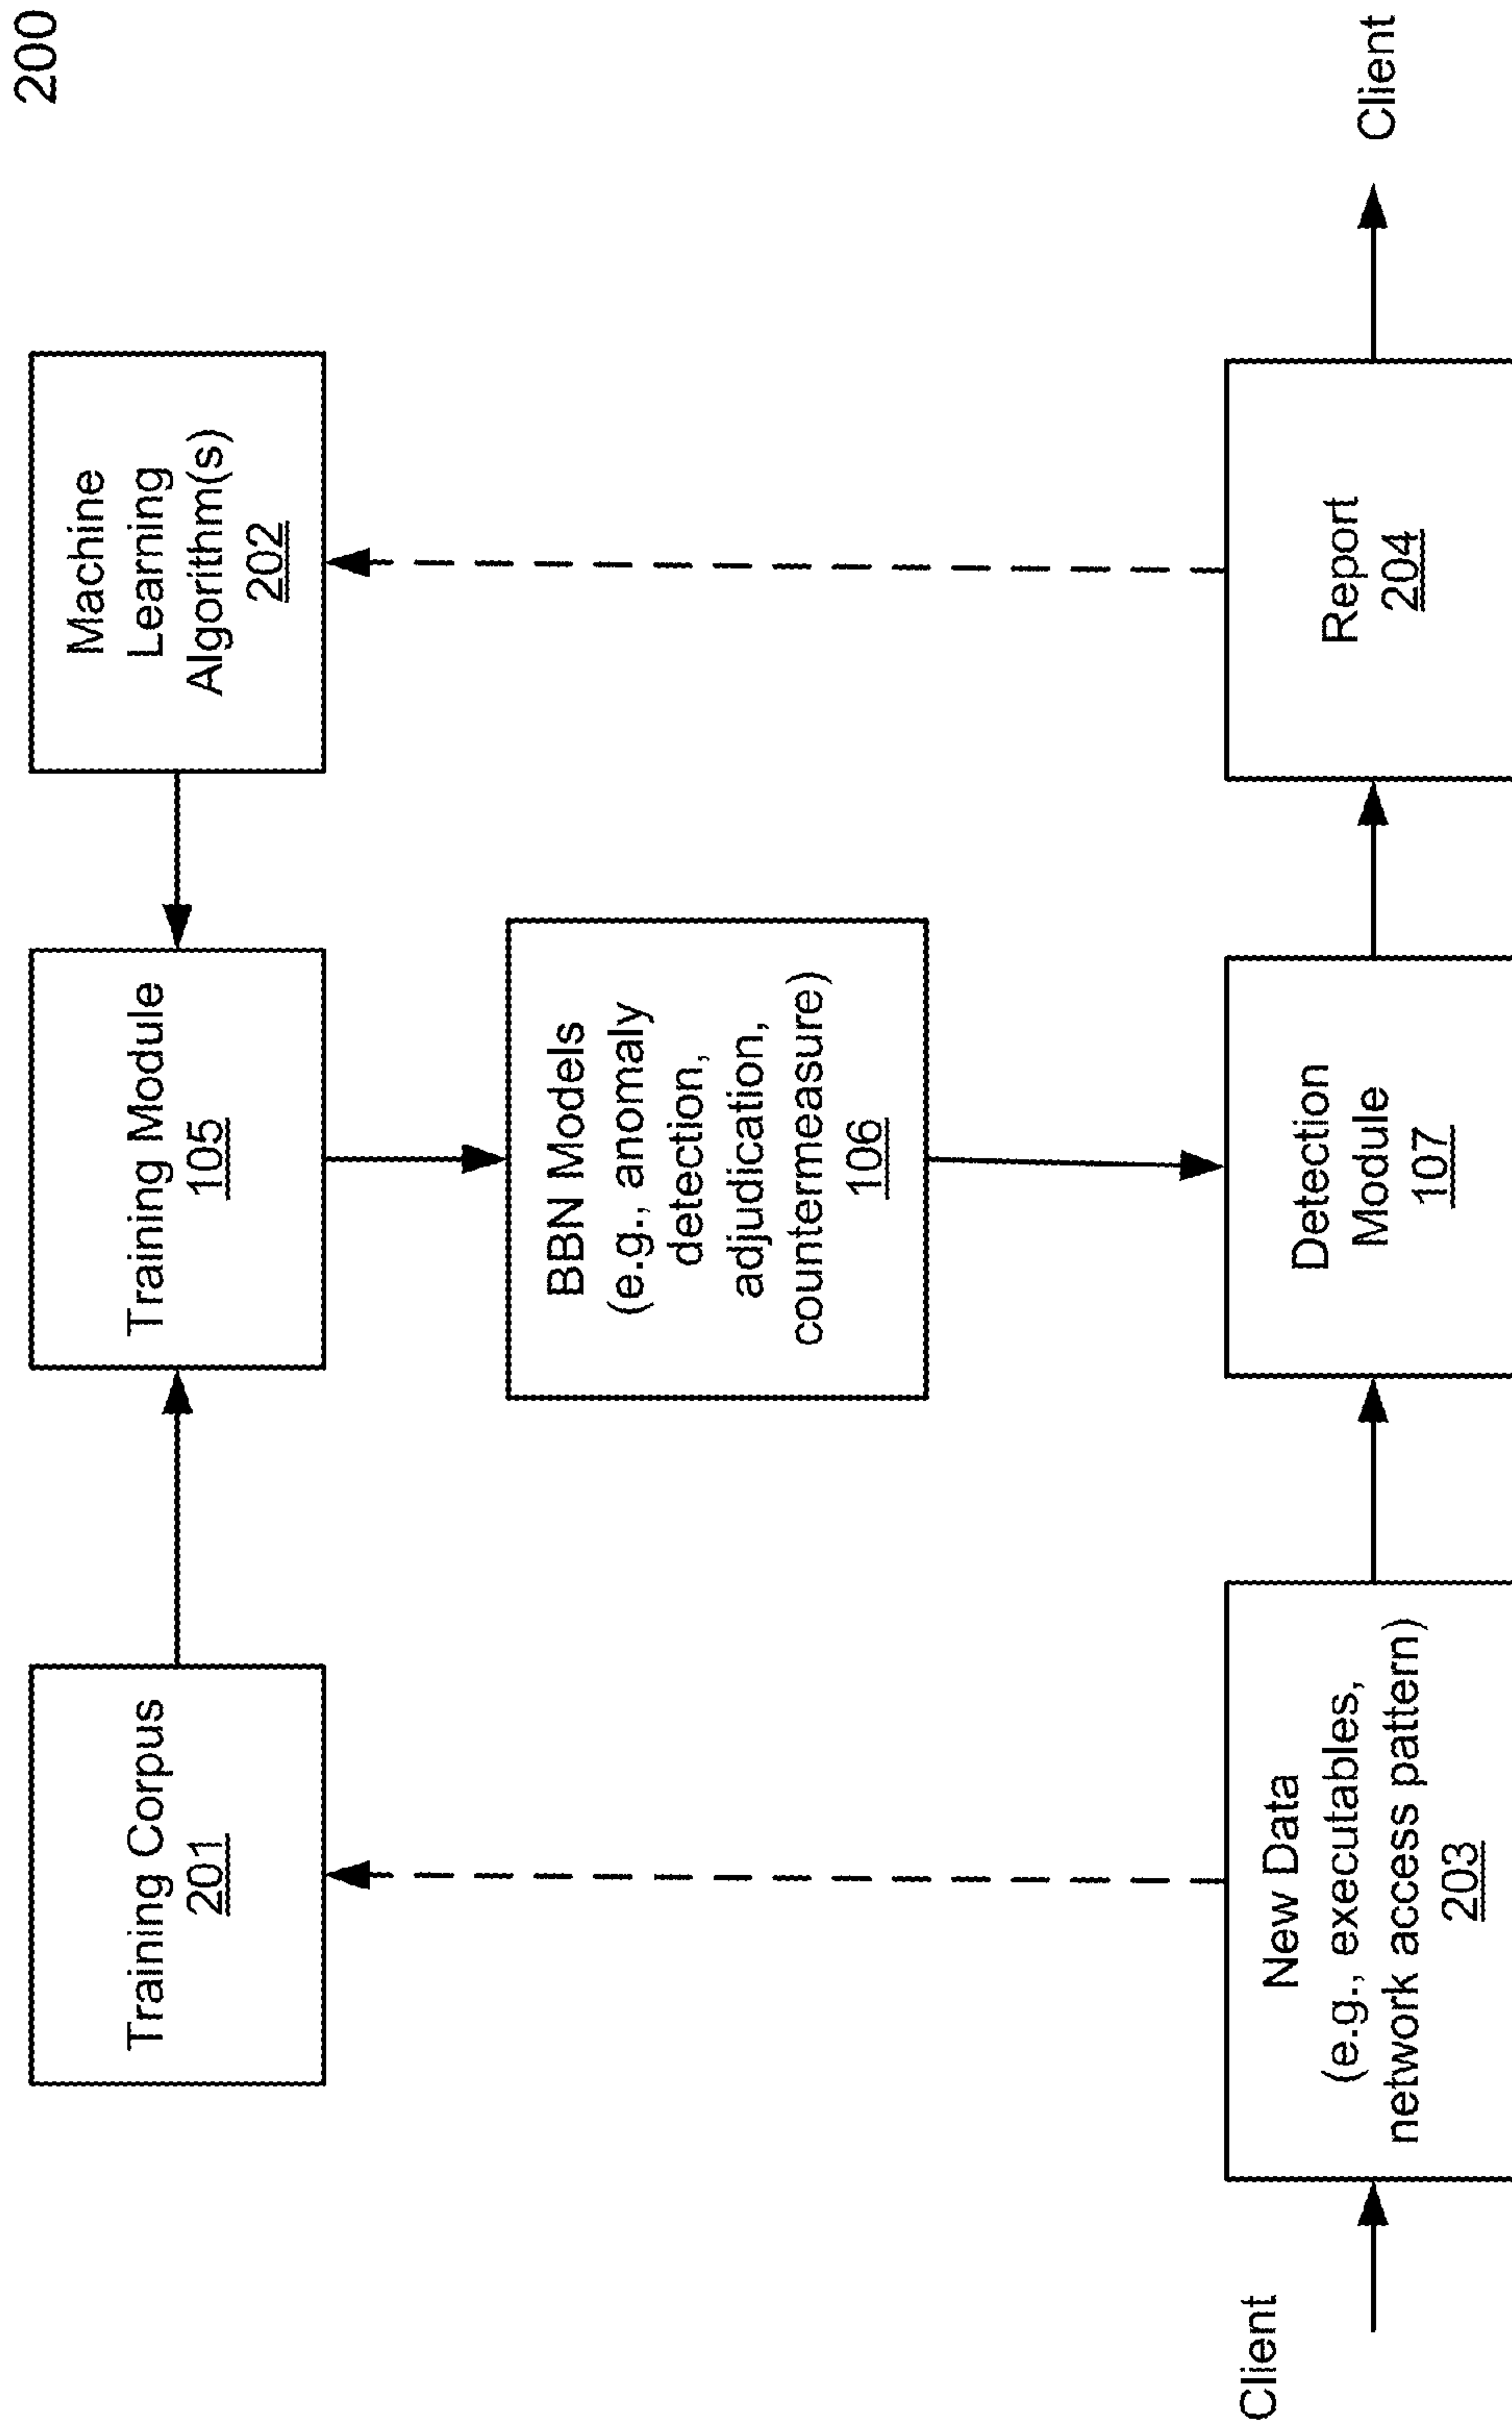 200
Training Corpus
201
Training Module
105
Machine
Learning
Algorithm(s)
202
BBN Models
(e.g., anomaly
detection,
adjudication,
countermeasure)
106
Client
New Data
(e.g., executables,
network access pattern)
203
Detection
Module
107
Report
204
Client